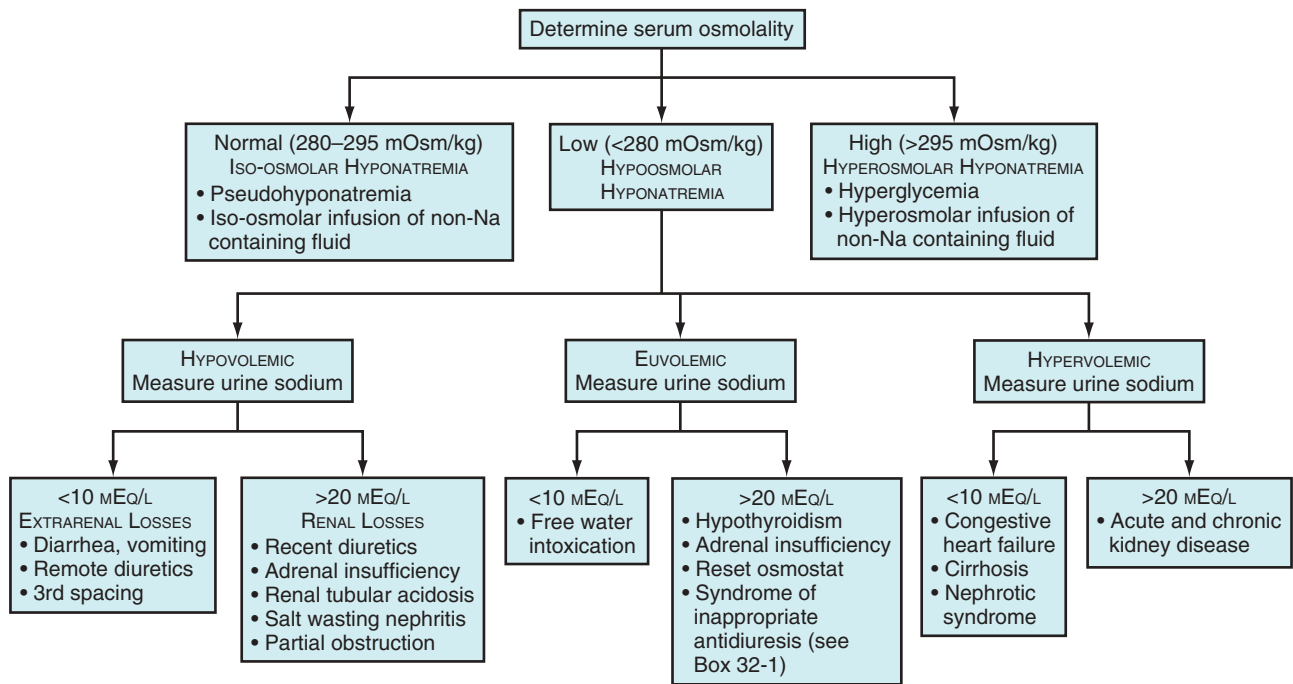 Determine serum osmolality
Normal (280–295 mOsm/kg)
ISO-OSMOLAR HYPONATREMIA
• Pseudohyponatremia
• Iso-osmolar infusion of non-Na
containing fluid
Low (<280 mOsm/kg)
HYPOOSMOLAR
HYPONATREMIA
High (>295 mOsm/kg)
HYPEROSMOLAR HYPONATREMIA
• Hyperglycemia
• Hyperosmolar infusion of
non-Na containing fluid
HYPOVOLEMIC
Measure urine sodium
EUVOLEMIC
Measure urine sodium
HYPERVOLEMIC
Measure urine sodium
<10 MEQ/L
EXTRARENAL LOSSES
• Diarrhea, vomiting
• Remote diuretics
• 3rd spacing
>20 MEQ/L
RENAL LOSSES
• Recent diuretics
• Adrenal insufficiency
• Renal tubular acidosis
• Salt wasting nephritis
• Partial obstruction
<10 MEQ/L
• Free water
intoxication
>20 MEQ/L
• Hypothyroidism
• Adrenal insufficiency
• Reset osmostat
• Syndrome of
inappropriate
antidiuresis (see
Box 32-1)
<10 MEQ/L
• Congestive
heart failure
• Cirrhosis
• Nephrotic
syndrome
>20 MEQ/L
• Acute and chronic
kidney disease